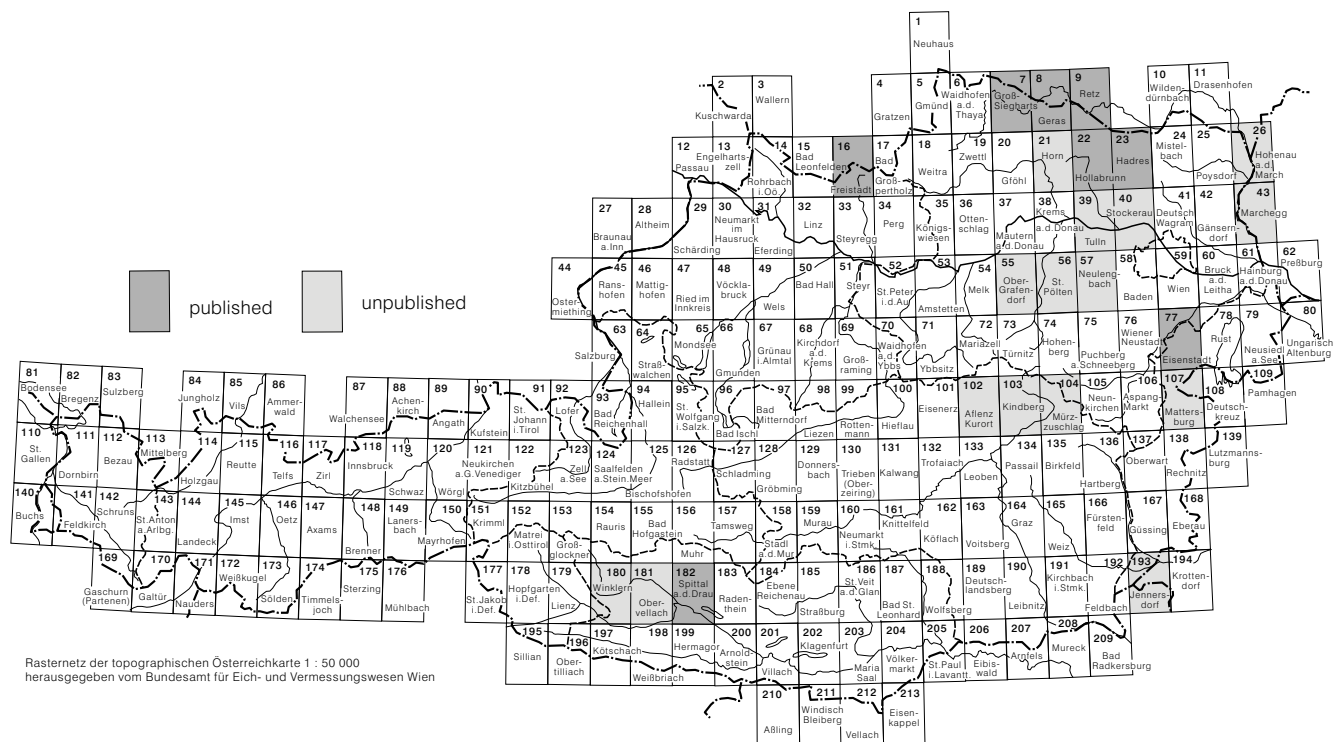 1
Neuhaus
2
Kuschwarda
3
Wallern
4
Gratzen
5
Gmünd
6
Waidhofen
a.d.
Thaya
7
Groß-
Siegharts
8
Geras
9
Retz
10
Wilden-
dürnbach
11
Drasenhofen
12
Passau
13
Engelharts-
zell
14
Rohrbach
i.Oö.
15
Bad
Leonfelden
16
Freistadt
17
Bad
Groß-
pertholz
18
Weitra
19
Zwettl
20
Gföhl
21
Horn
22
Hollabrunn
23
Hadres
24
Mistel-
bach
25
Poysdorf
26
Hohenau
a.d.
March
27
Braunau
a.Inn
28
Altheim
29
Schärding
30
Neumarkt
im
Hausruck
31
Eferding
32
Linz
33
Steyregg
34
Perg
35
Königs-
wiesen
36
Otten-
schlag
37
Mautern
a.d.Donau
38
Krems
a.d.Donau
39
Tulln
40
Stockerau
41
Deutsch
Wagram
42
Gänsern-
dorf
43
Marchegg
44
Oster-
miething
45
Rans-
hofen
46
Mattig-
hofen
47
Ried im
Innkreis
48
Vöckla-
bruck
49
Wels
50
Bad Hall
51
Steyr
52
St.Peter
i.d.Au
53
Amstetten
54
Melk
55
Ober-
Grafen-
dorf
56
St.
Pölten
57
Neuleng-
bach
58
Baden
59
Wien
60
Bruck
a.d.
Leitha
61
Hainburg
a.d.Donau
62
Preßburg
63
Salzburg
64
Straß-
walchen
65
Mondsee
66
Gmunden
67
Grünau
i.Almtal
68
Kirchdorf
a.d.
Krems
69
Groß-
raming
70
Waidhofen
a.d.
Ybbs
71
Ybbsitz
72
Mariazell
73
Türnitz
74
Hohen-
berg
75
Puchberg
a.Schneeberg
76
Wiener
Neustadt
77
Eisenstadt
78
Rust
79
Neusiedl
a.See
80
Ungarisch
Altenburg
published
unpublished
81
Bodensee
82
Bregenz
83
Sulzberg
84
Jungholz
85
Vils
86
Ammer-
wald
87
Walchensee
88
Achen-
kirch
89
Angath
90
Kufstein
91
St.
Johann
i.Tirol
92
Lofer
93
Bad
Reichenhall
94
Hallein
95
St.
Wolfgang
i.Salzk.
96
Bad Ischl
97
Bad
Mitterndorf
98
Liezen
99
Rotten-
mann
100
Hieflau
101
Eisenerz
102
Aflenz
Kurort
103
Kindberg
104
Mürz-
zuschlag
105
Neun-
kirchen
106
Aspang-
Markt
107
Matters-
burg
108
Deutsch-
kreuz
109
Pamhagen
110
St.
Gallen
111
Dornbirn
112
Bezau
113
Mittelberg
114
Holzgau
115
Reutte
116
Telfs
117
Zirl
118
Innsbruck
119
Schwaz
120
Wörgl
121
Neukirchen
a.G.Venediger
122
Kitzbühel
123
Zell
a.See
124
Saalfelden
a.Stein.Meer
125
Bischofshofen
126
Radstatt
127
Schladming
128
Gröbming
129
Donners-
bach
130
Trieben
(Ober-
zeiring)
131
Kalwang
132
Trofaiach
133
Leoben
134
Passail
135
Birkfeld
136
Hartberg
137
Oberwart
138
Rechnitz
139
Lutzmanns-
burg
140
Buchs
141
Feldkirch
142
Schruns
143
St.Anton
a.Arlbg.
144
Landeck
145
Imst
146
Oetz
147
Axams
148
Brenner
149
Laners-
bach
150
Mayrhofen
151
Krimml
152
Matrei
i.Osttirol
153
Groß-
glockner
154
Rauris
155
Bad
Hofgastein
156
Muhr
157
Tamsweg
158
Stadl
a.d.Mur
159
Murau
160
Neumarkt
i.Stmk.
161
Knittelfeld
162
Köflach
163
Voitsberg
164
Graz
165
Weiz
166
Fürsten-
feld
167
Güssing
168
Eberau
169
Gaschurn
(Partenen)
170
Galtür
171
Nauders
172
Weißkugel
173
Sölden
174
Timmels-
joch
175
Sterzing
176
Mühlbach
177
St.Jakob
i.Def.
178
Hopfgarten
i.Def.
179
Lienz
180
Winklern
181
Ober-
vellach
182
Spittal
a.d.Drau
183
Raden-
thein
184
Ebene
Reichenau
185
Straßburg
186
St.Veit
a.d.Glan
187
Bad St.
Leonhard
188
Wolfsberg
189
Deutsch-
landsberg
190
Leibnitz
191
Kirchbach
i.Stmk.
192
Feldbach
193
Jenners-
dorf
194
Krotten-
dorf
195
Sillian
196
Ober-
tilliach
197
Kötschach
198
Weißbriach
199
Hermagor
200
Arnold-
stein
201
Villach
202
Klagenfurt
203
Maria
Saal
204
Völker-
markt
205
St.Paul
i.Lavantt.
206
Eibis-
wald
207
Arnfels
208
Mureck
209
Bad
Radkersburg
210
Aßling
211
Windisch
Bleiberg
212
Vellach
213
Eisen-
kappel
Rasternetz der topographischen Österreichkarte 1 : 50 000
herausgegeben vom Bundesamt für Eich- und Vermessungswesen Wien